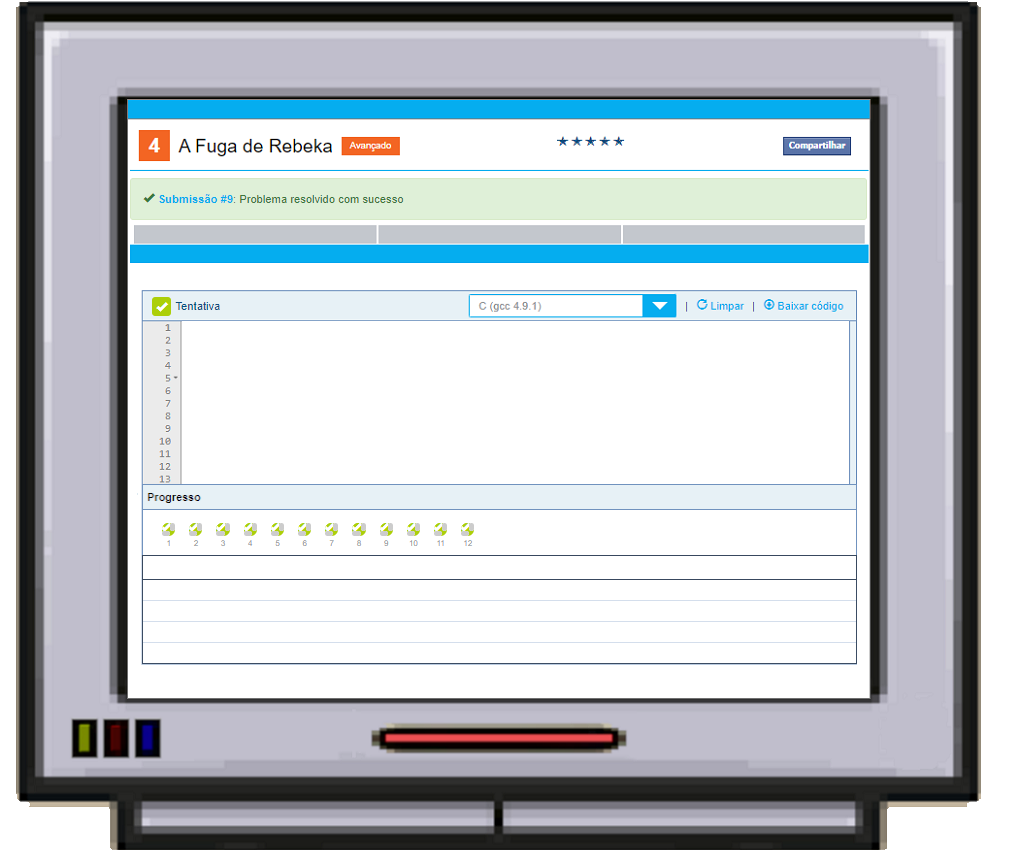 4 A Fuga de Rebeka Avançado ★★★★★ Compartilhar
Submissão #9: Problema resolvido com sucesso
Tentativa C (gcc 4.9.1) | Limpar | Baixar código
1
2
3
4
5
6
7
8
9
10
11
12
13
Progresso
1 2 3 4 5 6 7 8 9 10 11 12